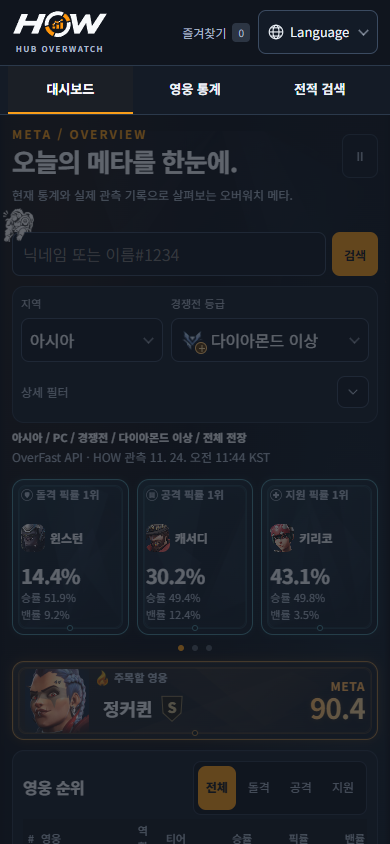 HOW
HUB OVERWATCH
즐겨찾기 0
Language
대시보드 영웅 통계 전적 검색
META / OVERVIEW
오늘의 메타를 한눈에.
현재 통계와 실제 관측 기록으로 살펴보는 오버워치 메타.
닉네임 또는 이름#1234 검색
지역 경쟁전 등급
아시아 다이아몬드 이상
상세 필터
아시아 / PC / 경쟁전 / 다이아몬드 이상 / 전체 전장
OverFast API · HOW 관측 11. 24. 오전 11:44 KST
돌격 픽률 1위 공격 픽률 1위 지원 픽률 1위
윈스턴 캐서디 키리코
14.4% 30.2% 43.1%
승률 51.9% 승률 49.4% 승률 49.8%
밴률 9.2% 밴률 12.4% 밴률 3.5%
주목할 영웅
정커퀸 S
META
90.4
영웅 순위 전체 돌격 공격 지원
# 영웅 역 티어 승률 픽률 밴률